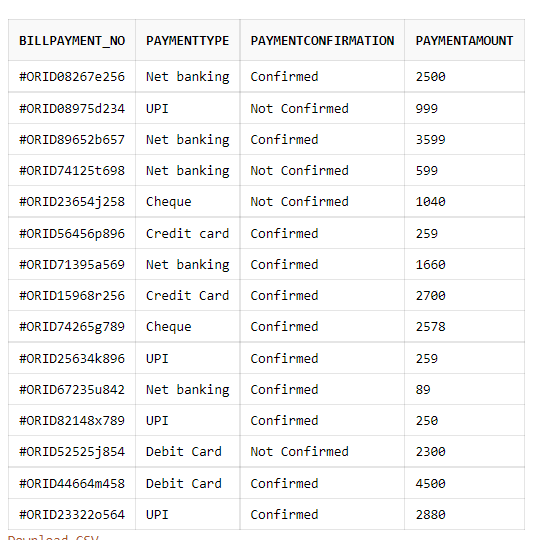 BILLPAYMENT_NO PAYMENTTYPE PAYMENTCONFIRMATION PAYMENTAMOUNT
#ORID08267e256 Net banking Confirmed 2500
#ORID08975d234 UPI Not Confirmed 999
#ORID89652b657 Net banking Confirmed 3599
#ORID74125t698 Net banking Not Confirmed 599
#ORID23654j258 Cheque Not Confirmed 1040
#ORID56456p896 Credit card Confirmed 259
#ORID71395a569 Net banking Confirmed 1660
#ORID15968r256 Credit Card Confirmed 2700
#ORID74265g789 Cheque Confirmed 2578
#ORID25634k896 UPI Confirmed 259
#ORID67235u842 Net banking Confirmed 89
#ORID82148x789 UPI Confirmed 250
#ORID52525j854 Debit Card Not Confirmed 2300
#ORID44664m458 Debit Card Confirmed 4500
#ORID23322o564 UPI Confirmed 2880
Download CSV